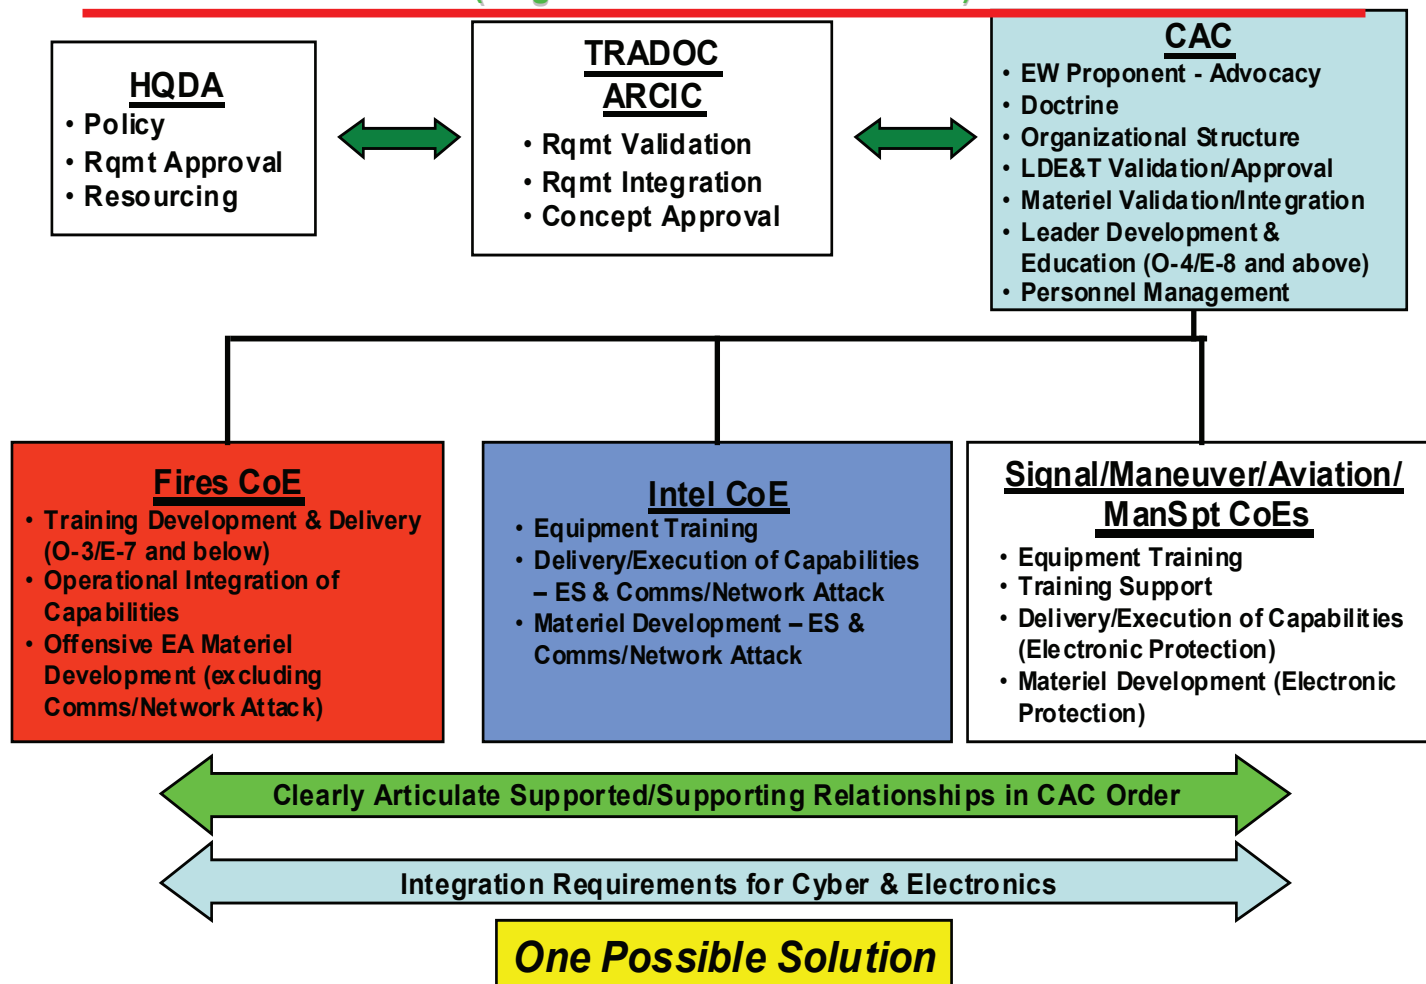 HQDA
• Policy
• Rqmt Approval
• Resourcing
TRADOC
ARCIC
• Rqmt Validation
• Rqmt Integration
• Concept Approval
CAC
• EW Proponent - Advocacy
• Doctrine
• Organizational Structure
• LDE&T Validation/Approval
• Materiel Validation/Integration
• Leader Development &
Education (O-4/E-8 and above)
• Personnel Management
Fires CoE
• Training Development & Delivery
(O-3/E-7 and below)
• Operational Integration of
Capabilities
• Offensive EA Materiel
Development (excluding
Comms/Network Attack)
Intel CoE
• Equipment Training
• Delivery/Execution of Capabilities
– ES & Comms/Network Attack
• Materiel Development – ES &
Comms/Network Attack
Signal/Maneuver/Aviation/
ManSpt CoEs
• Equipment Training
• Training Support
• Delivery/Execution of Capabilities
(Electronic Protection)
• Materiel Development (Electronic
Protection)
Clearly Articulate Supported/Supporting Relationships in CAC Order
Integration Requirements for Cyber & Electronics
One Possible Solution